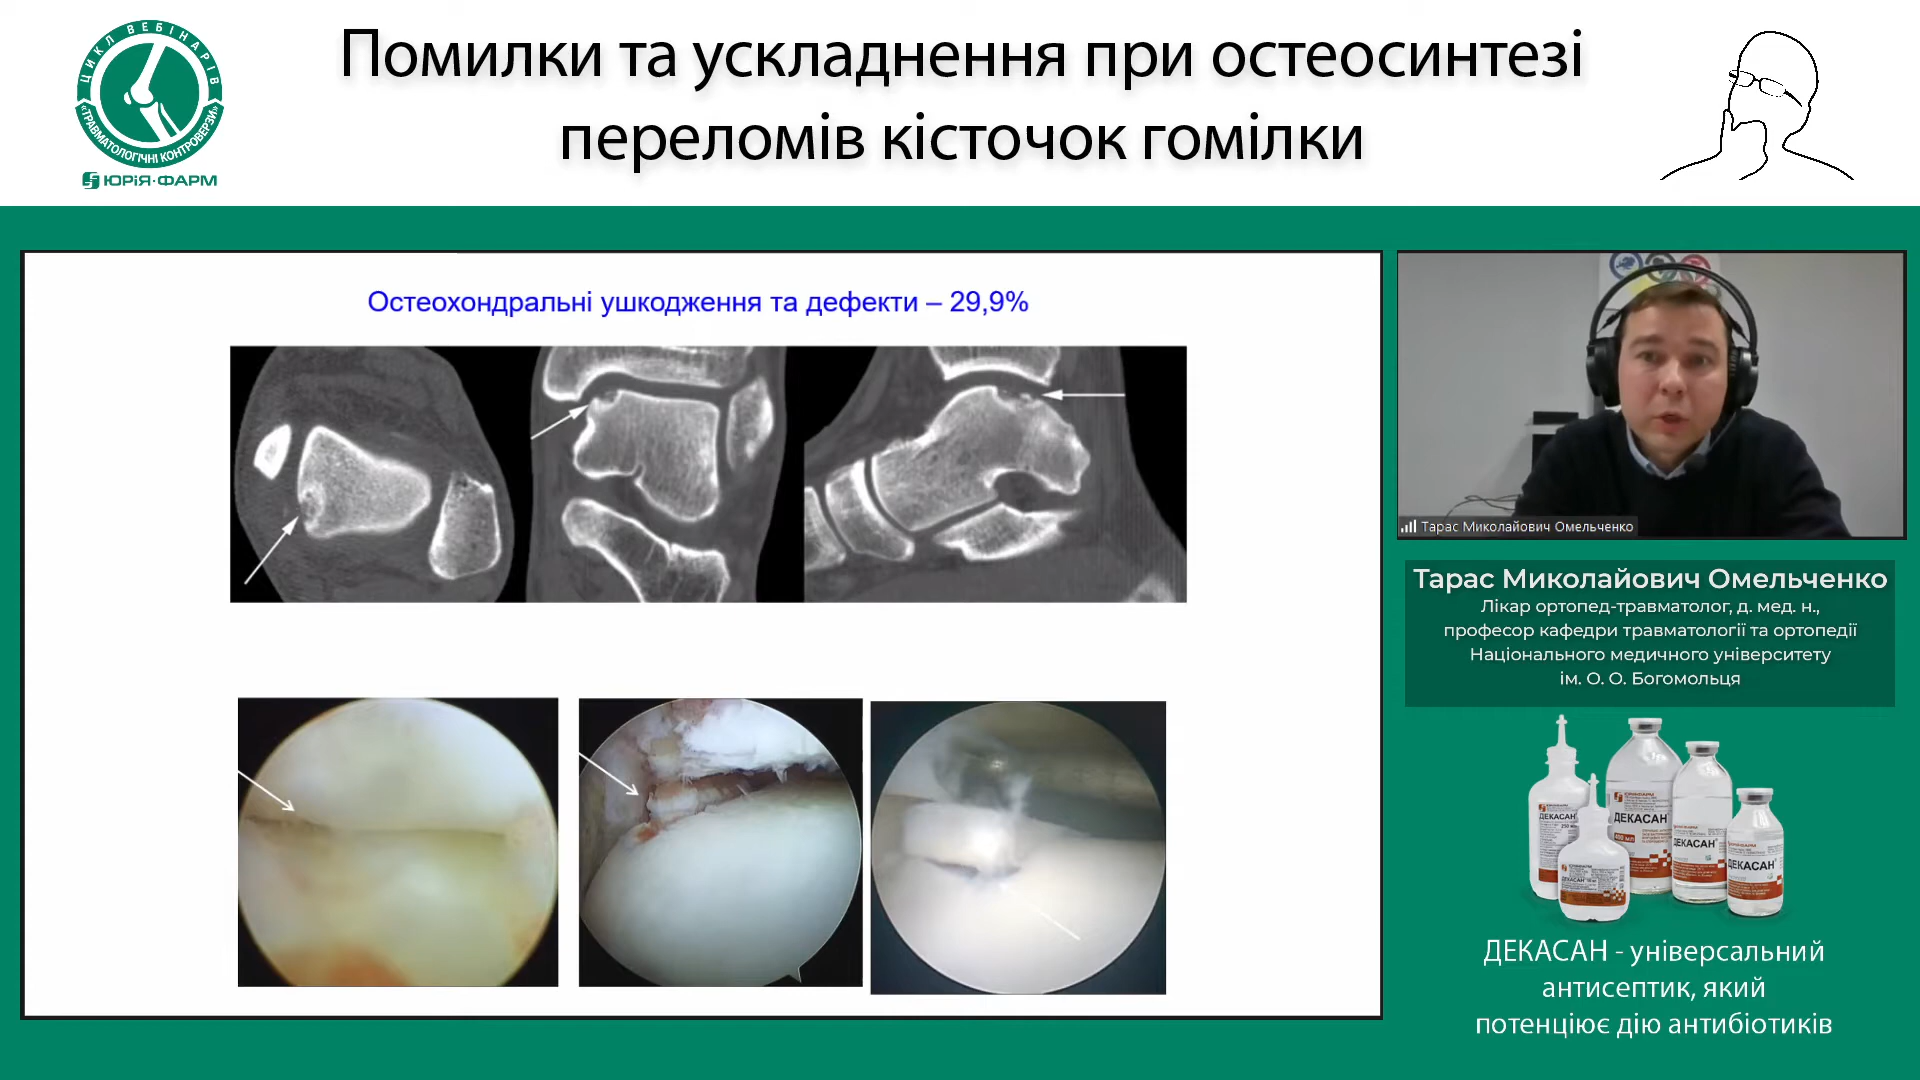 Помилки та ускладнення при остеосинтезі
переломів кісточок гомілки
ЦИКЛ ВЕБІНАРІВ
«ТРАВМАТОЛОГІЧНІ КОНТРОВЕРЗИ»
ЮРіЯ·ФАРМ
Остеохондральні ушкодження та дефекти – 29,9%
Тарас Миколайович Омельченко
Тарас Миколайович Омельченко
Лікар ортопед-травматолог, д. мед. н.,
професор кафедри травматології та ортопедії
Національного медичного університету
ім. О. О. Богомольця
ДЕКАСАН
ДЕКАСАН
ДЕКАСАН
ДЕКАСАН
ДЕКАСАН
ДЕКАСАН - універсальний
антисептик, який
потенціює дію антибіотиків